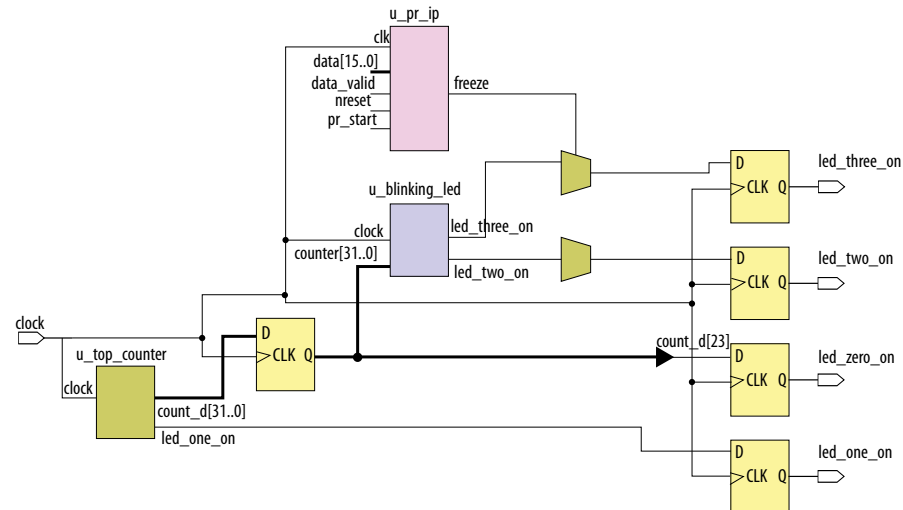 u_pr_ip
clk
data[15..0]
data_valid
nreset
pr_start
freeze
u_blinking_led
clock
counter[31..0]
led_three_on
led_two_on
D
CLK Q
led_three_on
D
CLK Q
led_two_on
clock
u_top_counter
clock
count_d[31..0]
led_one_on
D
CLK Q
count_d[23]
D
CLK Q
led_zero_on
D
CLK Q
led_one_on